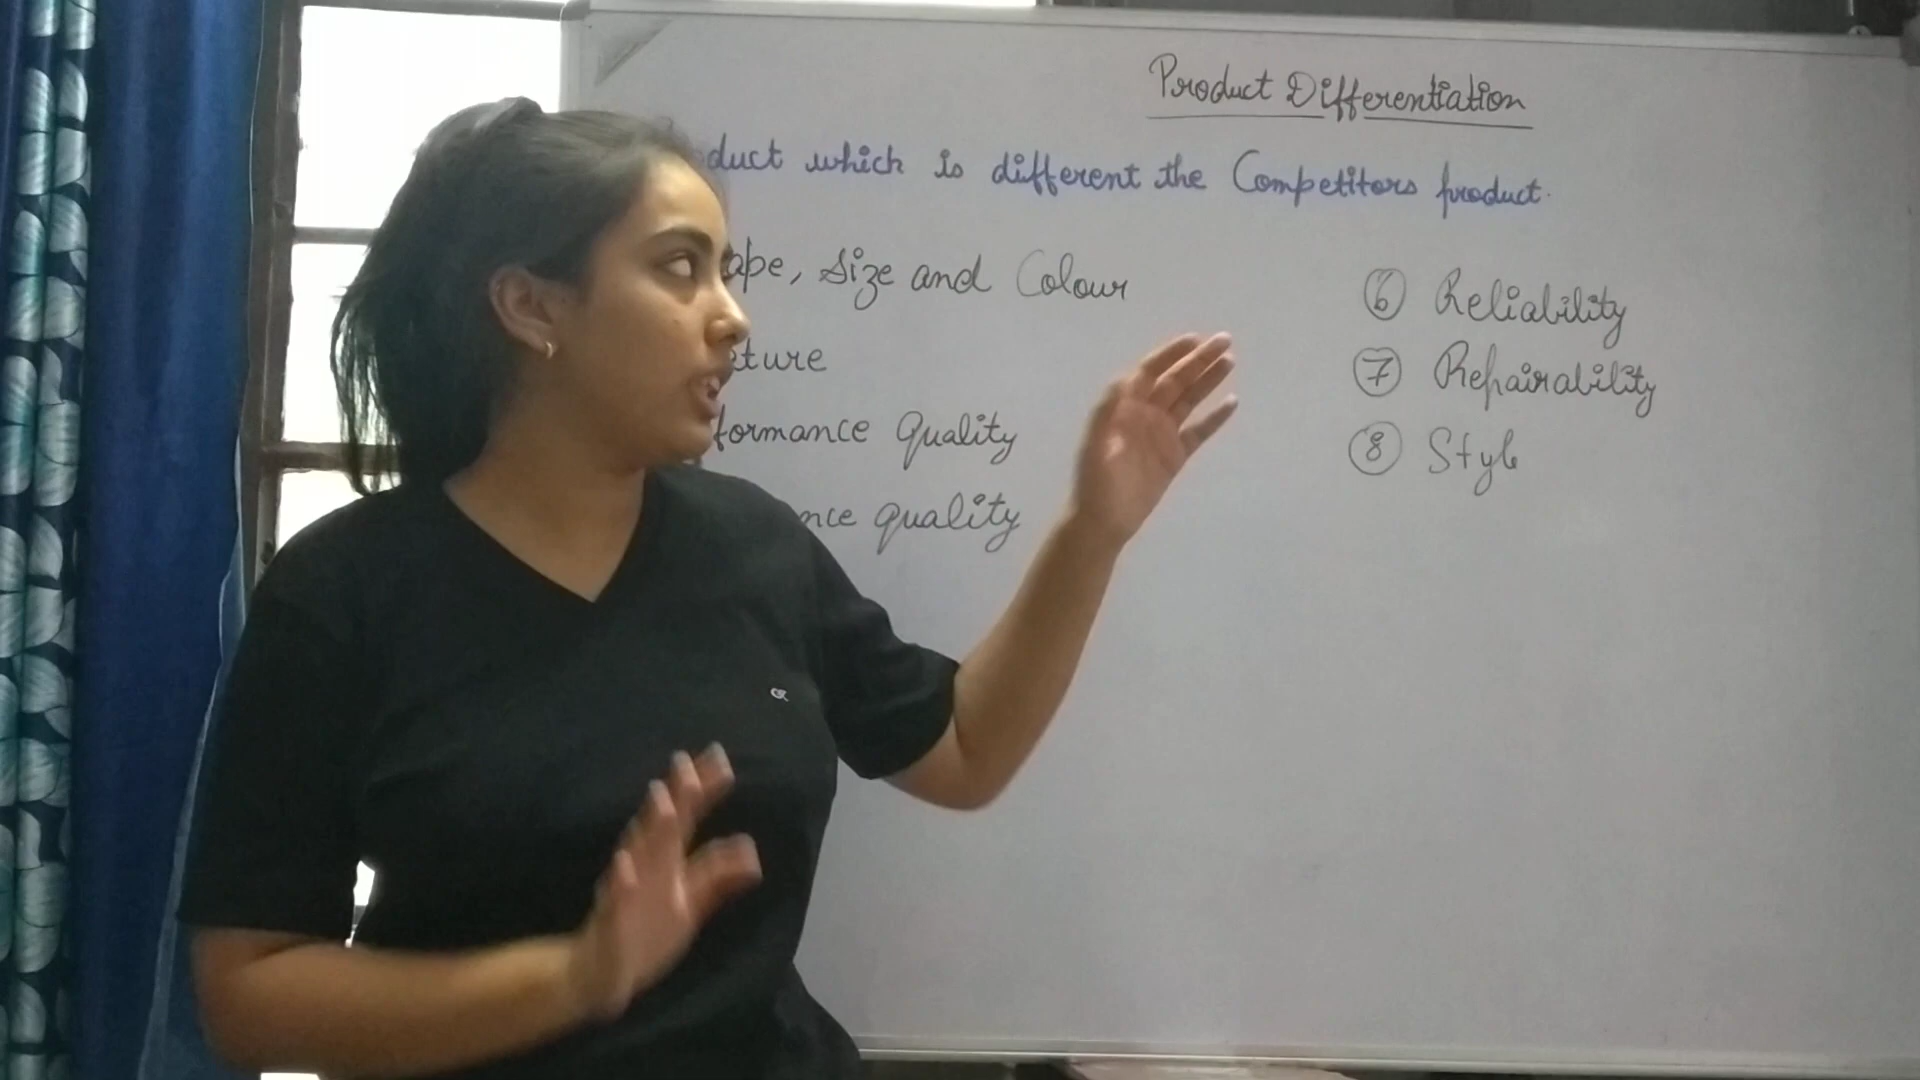 Product Differentiation
duct which is different the Competitors product.
ape, size and Colour
ture
formance Quality
nce quality
6 Reliability
7 Repairability
8 Style